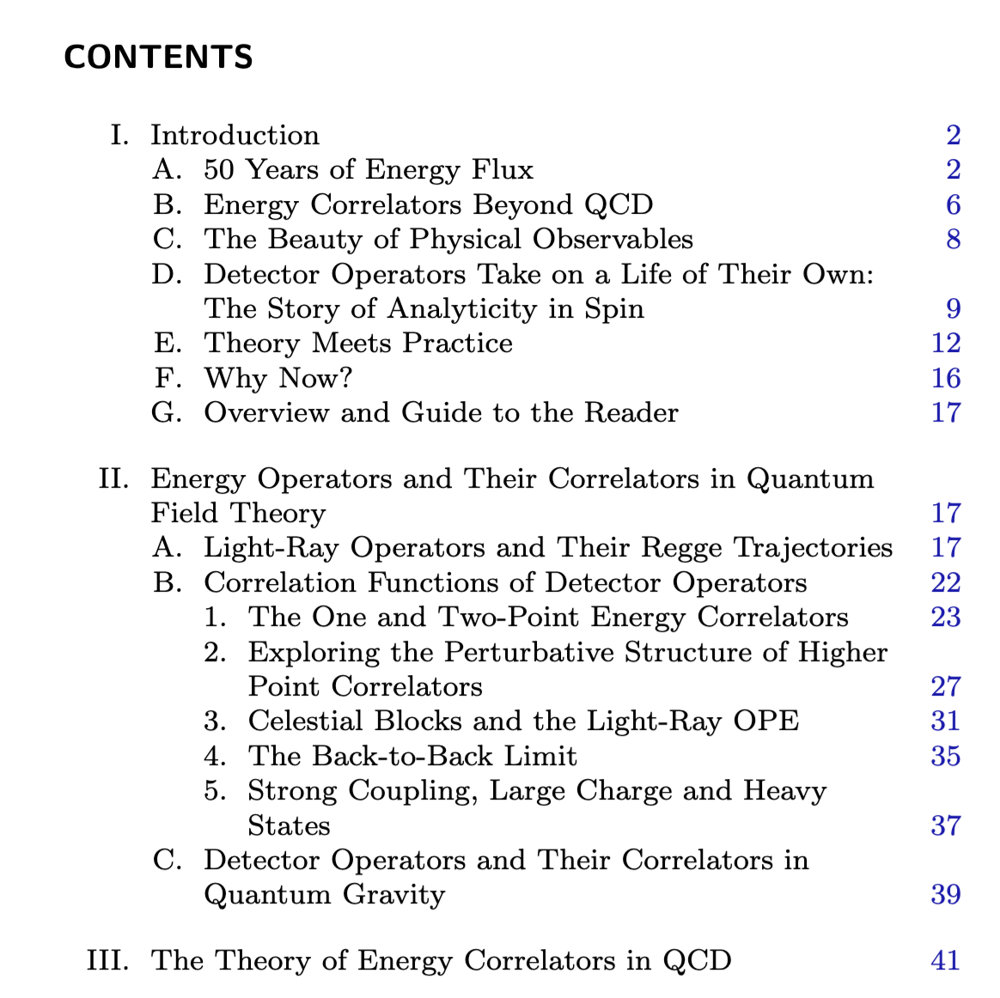 CONTENTS
I. Introduction 2
A. 50 Years of Energy Flux 2
B. Energy Correlators Beyond QCD 6
C. The Beauty of Physical Observables 8
D. Detector Operators Take on a Life of Their Own:
The Story of Analyticity in Spin 9
E. Theory Meets Practice 12
F. Why Now? 16
G. Overview and Guide to the Reader 17
II. Energy Operators and Their Correlators in Quantum
Field Theory 17
A. Light-Ray Operators and Their Regge Trajectories 17
B. Correlation Functions of Detector Operators 22
1. The One and Two-Point Energy Correlators 23
2. Exploring the Perturbative Structure of Higher
Point Correlators 27
3. Celestial Blocks and the Light-Ray OPE 31
4. The Back-to-Back Limit 35
5. Strong Coupling, Large Charge and Heavy
States 37
C. Detector Operators and Their Correlators in
Quantum Gravity 39
III. The Theory of Energy Correlators in QCD 41